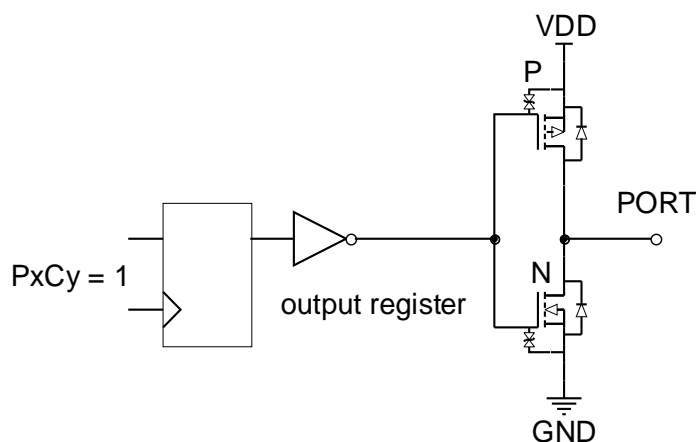 VDD
P
PORT
PxCy = 1
N
output register
GND